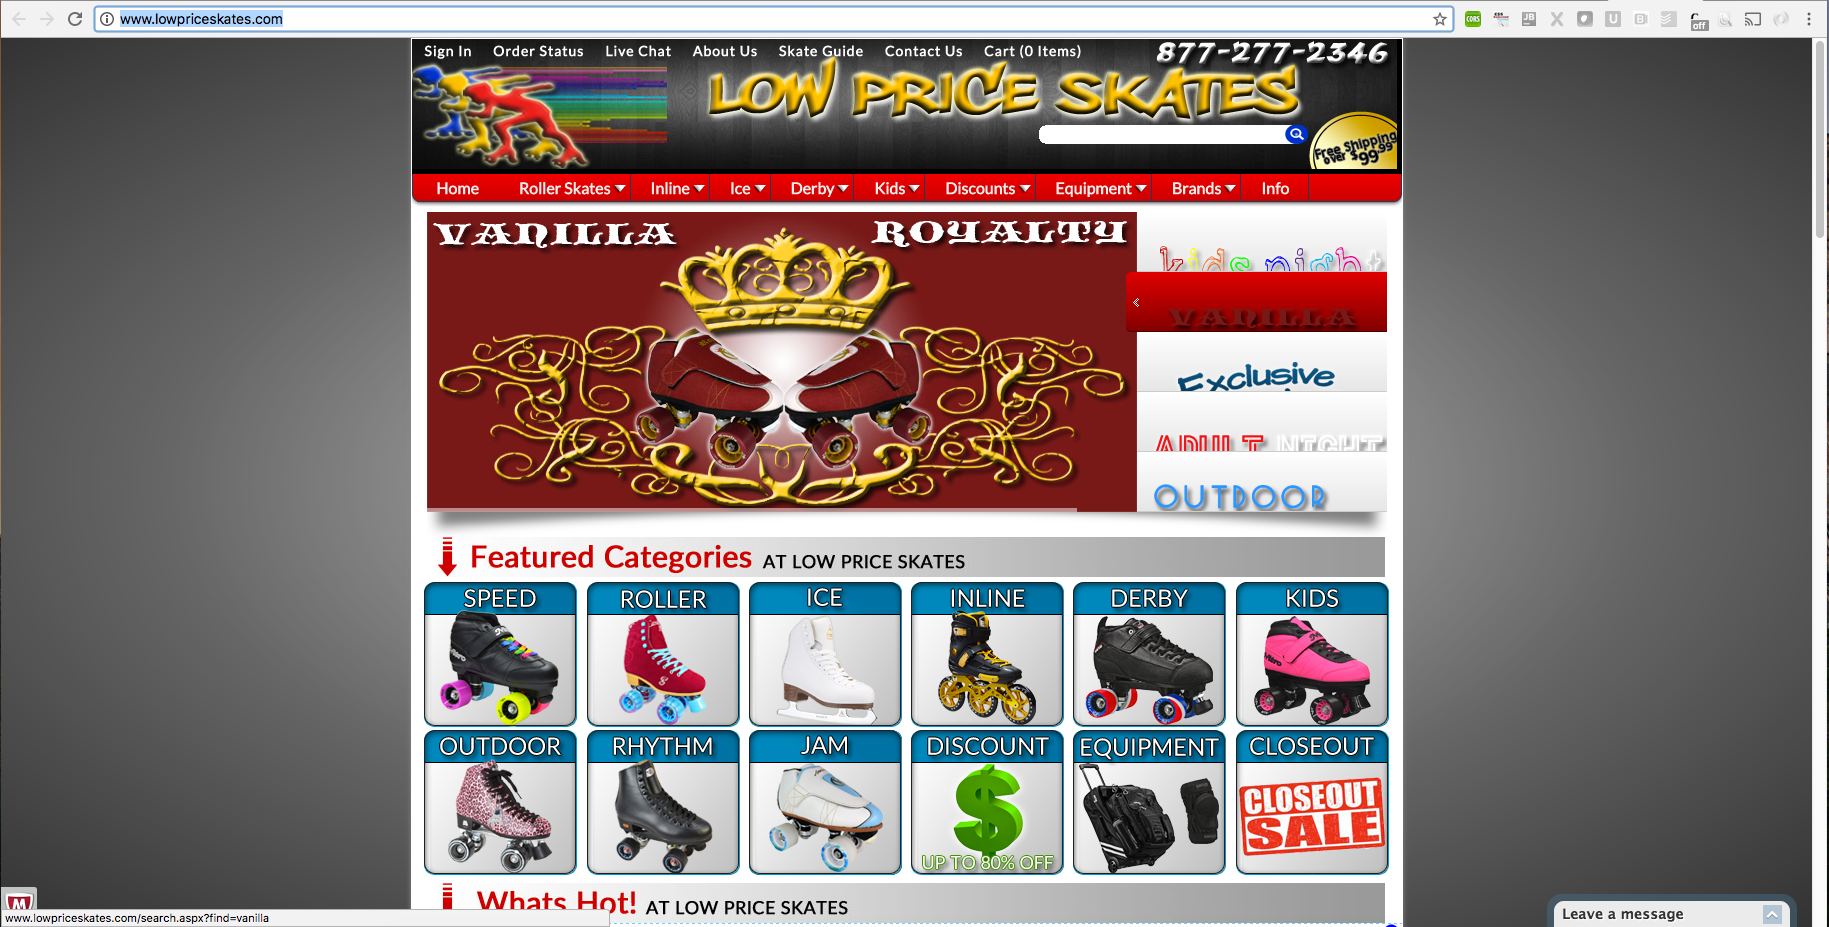 www.lowpriceskates.com
Sign In Order Status Live Chat About Us Skate Guide Contact Us Cart (0 Items)
877-277-2346
LOW PRICE SKATES
Free Shipping
over $99.99
Home Roller Skates Inline Ice Derby Kids Discounts Equipment Brands Info
VANILLA ROYALTY
kids night
VANILLA
Exclusive
ADULT NIGHT
OUTDOOR
Featured Categories AT LOW PRICE SKATES
SPEED ROLLER ICE INLINE DERBY KIDS
OUTDOOR RHYTHM JAM DISCOUNT EQUIPMENT CLOSEOUT
UP TO 80% OFF
CLOSEOUT
SALE
Whats Hot! AT LOW PRICE SKATES
www.lowpriceskates.com/search.aspx?find=vanilla
Leave a message